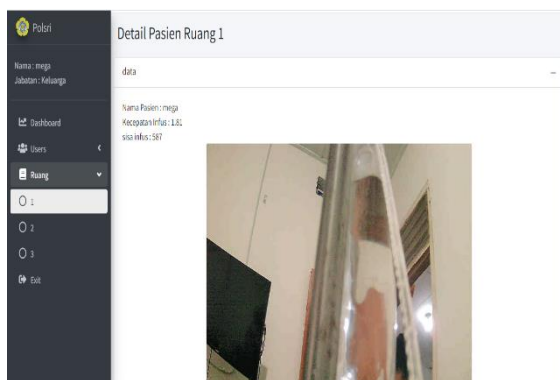 Polsri
Nama : mega
Jabatan : Keluarga
Dashboard
Users
Ruang
1
2
3
Exit
Detail Pasien Ruang 1
data
Nama Pasien : mega
Kecepatan Infus : 1.81
sisa infus : 587